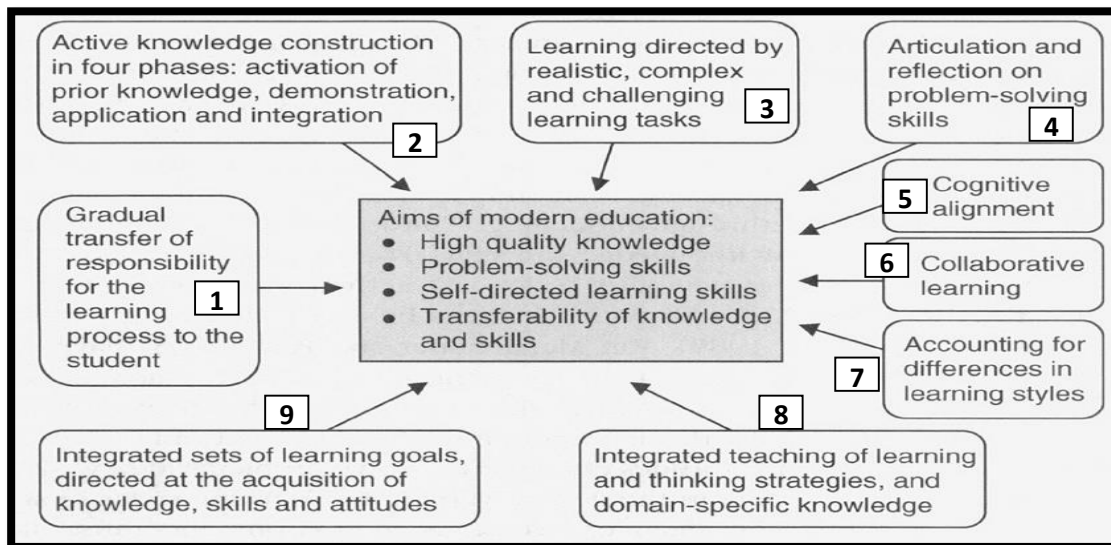 Active knowledge construction
in four phases: activation of
prior knowledge, demonstration,
application and integration
2
Learning directed by
realistic, complex
and challenging
learning tasks
3
Articulation and
reflection on
problem-solving
skills
4
Gradual
transfer of
responsibility
for the
learning
process to the
student
1
Aims of modern education:
• High quality knowledge
• Problem-solving skills
• Self-directed learning skills
• Transferability of knowledge
and skills
5
Cognitive
alignment
6
Collaborative
learning
7
Accounting for
differences in
learning styles
9
Integrated sets of learning goals,
directed at the acquisition of
knowledge, skills and attitudes
8
Integrated teaching of learning
and thinking strategies, and
domain-specific knowledge